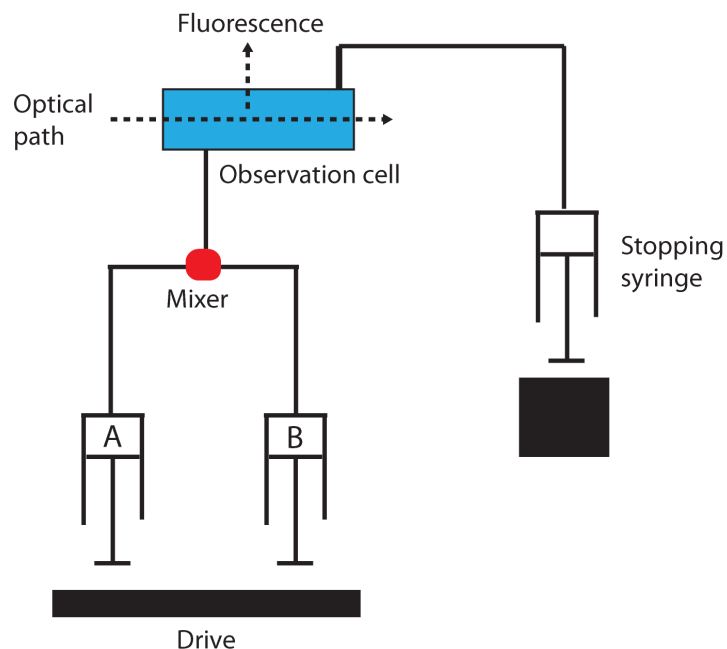 Fluorescence
Optical
path
Observation cell
Mixer
Stopping
syringe
A
B
Drive